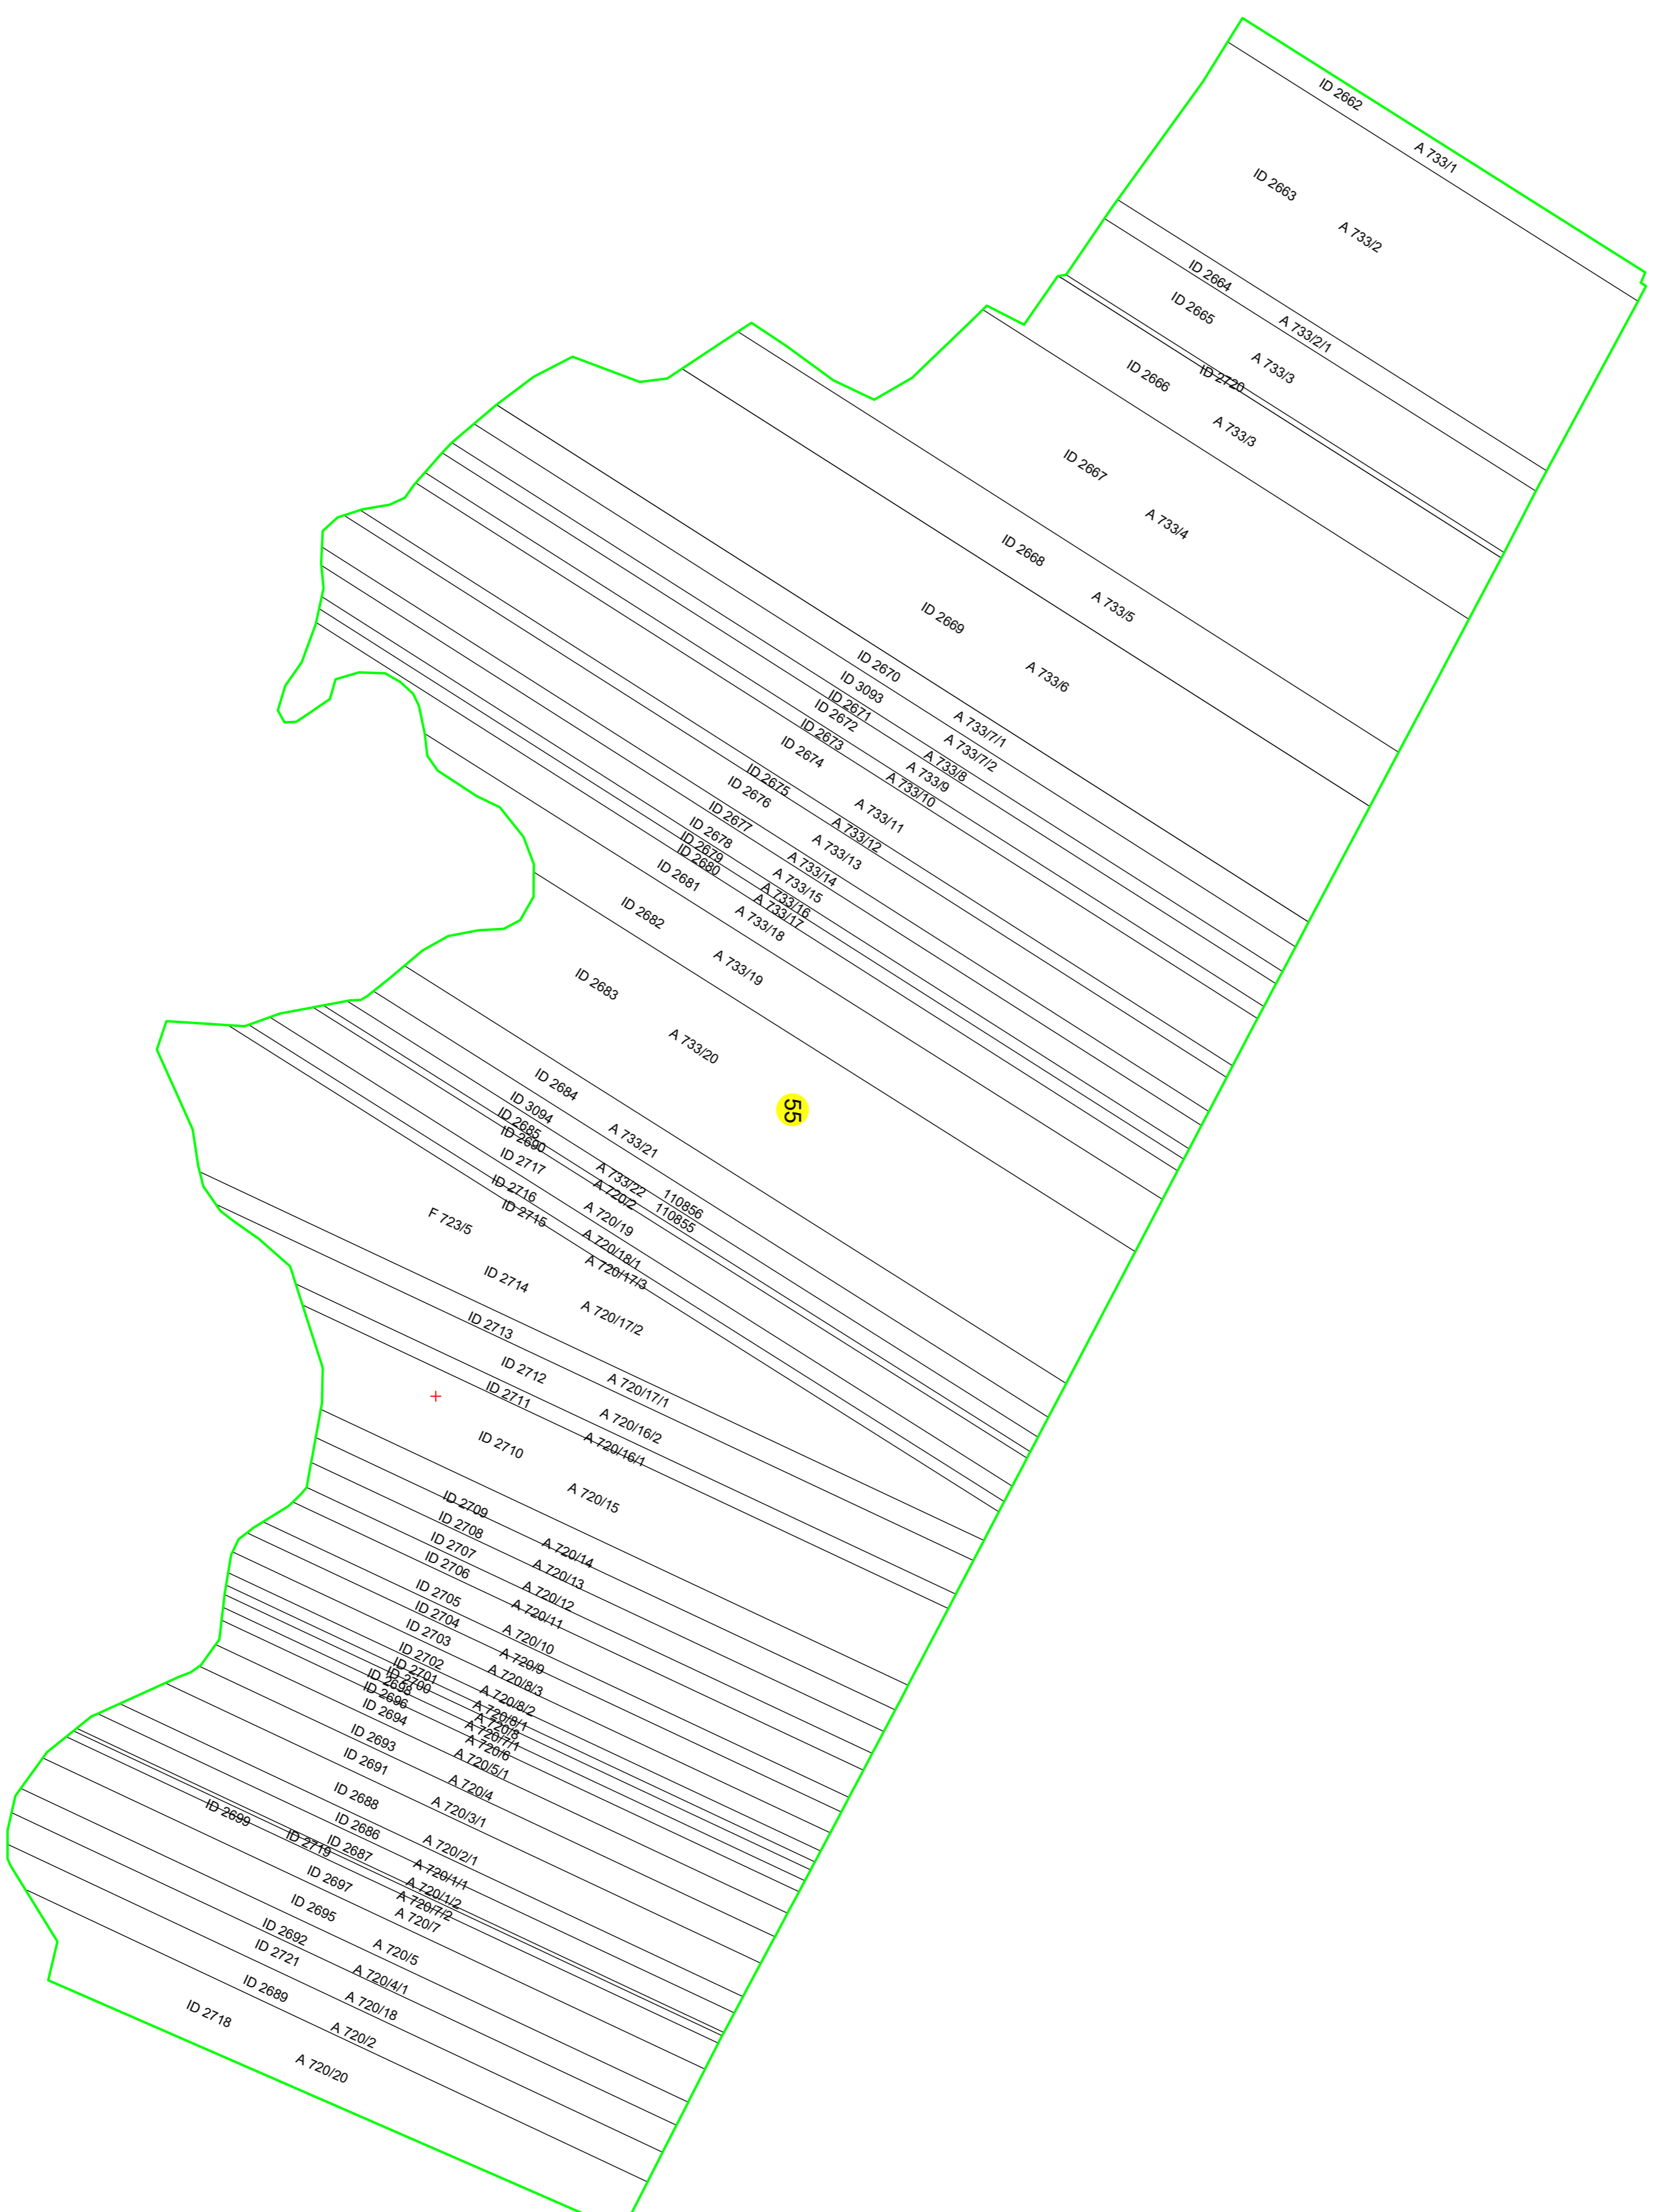 ID 2662
A 733/1
ID 2663
A 733/2
ID 2664
A 733/2/1
ID 2665
A 733/3
ID 2720
ID 2666
A 733/3
ID 2667
A 733/4
ID 2668
A 733/5
ID 2669
A 733/6
ID 2670
A 733/7/1
ID 3093
A 733/7/2
ID 2671
A 733/8
ID 2672
A 733/9
ID 2673
A 733/10
ID 2674
A 733/11
ID 2675
A 733/12
ID 2676
A 733/13
ID 2677
A 733/14
ID 2678
A 733/15
ID 2679
A 733/16
ID 2680
A 733/17
ID 2681
A 733/18
ID 2682
A 733/19
ID 2683
A 733/20
55
ID 2684
A 733/21
ID 3094
A 733/22
110856
ID 2685
110855
ID 2690
A 720/2
ID 2717
A 720/19
ID 2716
A 720/18/1
ID 2715
A 720/17/3
F 723/5
ID 2714
A 720/17/2
ID 2713
A 720/17/1
ID 2712
A 720/16/2
ID 2711
A 720/16/1
ID 2710
A 720/15
ID 2709
A 720/14
ID 2708
A 720/13
ID 2707
A 720/12
ID 2706
A 720/11
ID 2705
A 720/10
ID 2704
A 720/9
ID 2703
A 720/8/3
ID 2702
A 720/8/2
ID 2701
A 720/8/1
ID 2700
A 720/8
ID 2698
A 720/7/1
ID 2696
A 720/6
ID 2694
A 720/5/1
ID 2693
A 720/4
ID 2691
A 720/3/1
ID 2688
A 720/2/1
ID 2686
A 720/1/1
ID 2687
A 720/1/2
ID 2699
ID 2719
A 720/7/2
ID 2697
A 720/7
ID 2695
A 720/5
ID 2692
A 720/4/1
ID 2721
A 720/18
ID 2689
A 720/2
ID 2718
A 720/20